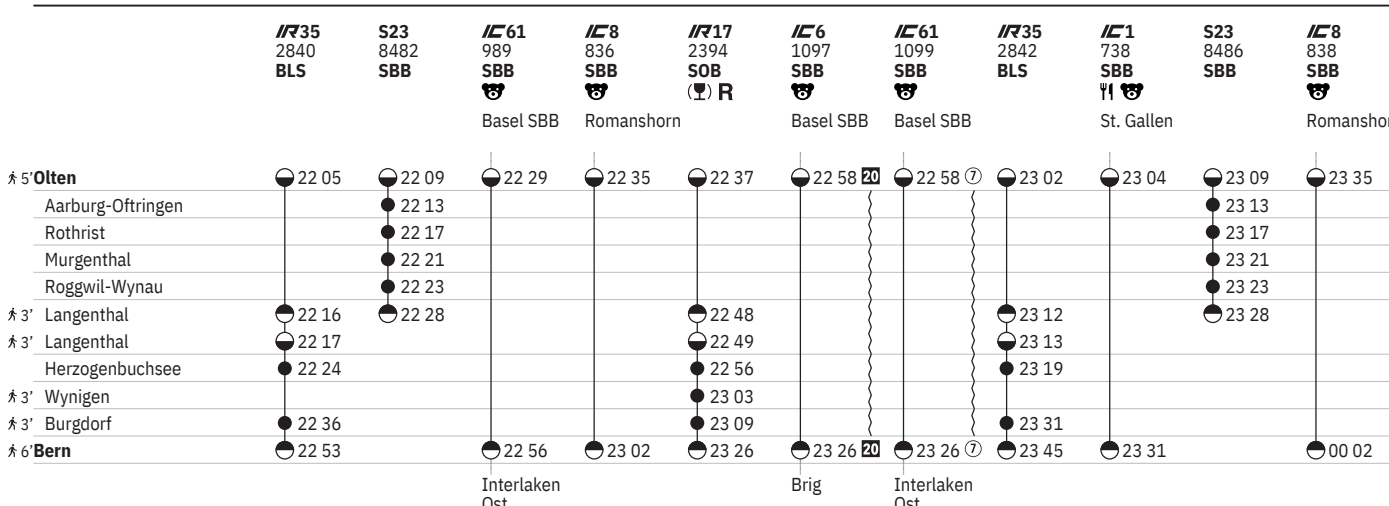 IR35 S23 IC61 IC8 IR17 IC6 IC61 IR35 IC1 S23 IC8
2840 8482 989 836 2394 1097 1099 2842 738 8486 838
BLS SBB SBB SBB SOB SBB SBB BLS SBB SBB SBB
R
Basel SBB Romanshorn Basel SBB Basel SBB St. Gallen Romanshor
5’ Olten 22 05 22 09 22 29 22 35 22 37 22 58 20 22 58 7 23 02 23 04 23 09 23 35
Aarburg-Oftringen 22 13 23 13
Rothrist 22 17 23 17
Murgenthal 22 21 23 21
Roggwil-Wynau 22 23 23 23
3’ Langenthal 22 16 22 28 22 48 23 12 23 28
3’ Langenthal 22 17 22 49 23 13
Herzogenbuchsee 22 24 22 56 23 19
3’ Wynigen 23 03
3’ Burgdorf 22 36 23 09 23 31
6’ Bern 22 53 22 56 23 02 23 26 23 26 20 23 26 7 23 45 23 31 00 02
Interlaken Brig Interlaken
Ost Ost